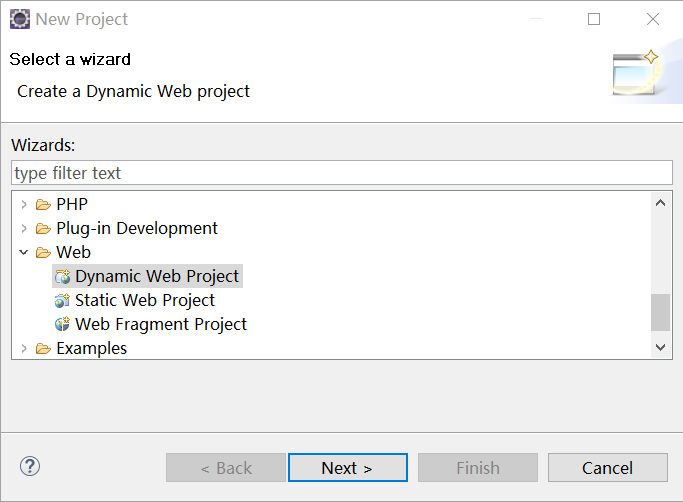 New Project
Select a wizard
Create a Dynamic Web project
Wizards:
type filter text
PHP
Plug-in Development
Web
Dynamic Web Project
Static Web Project
Web Fragment Project
Examples
? < Back Next > Finish Cancel